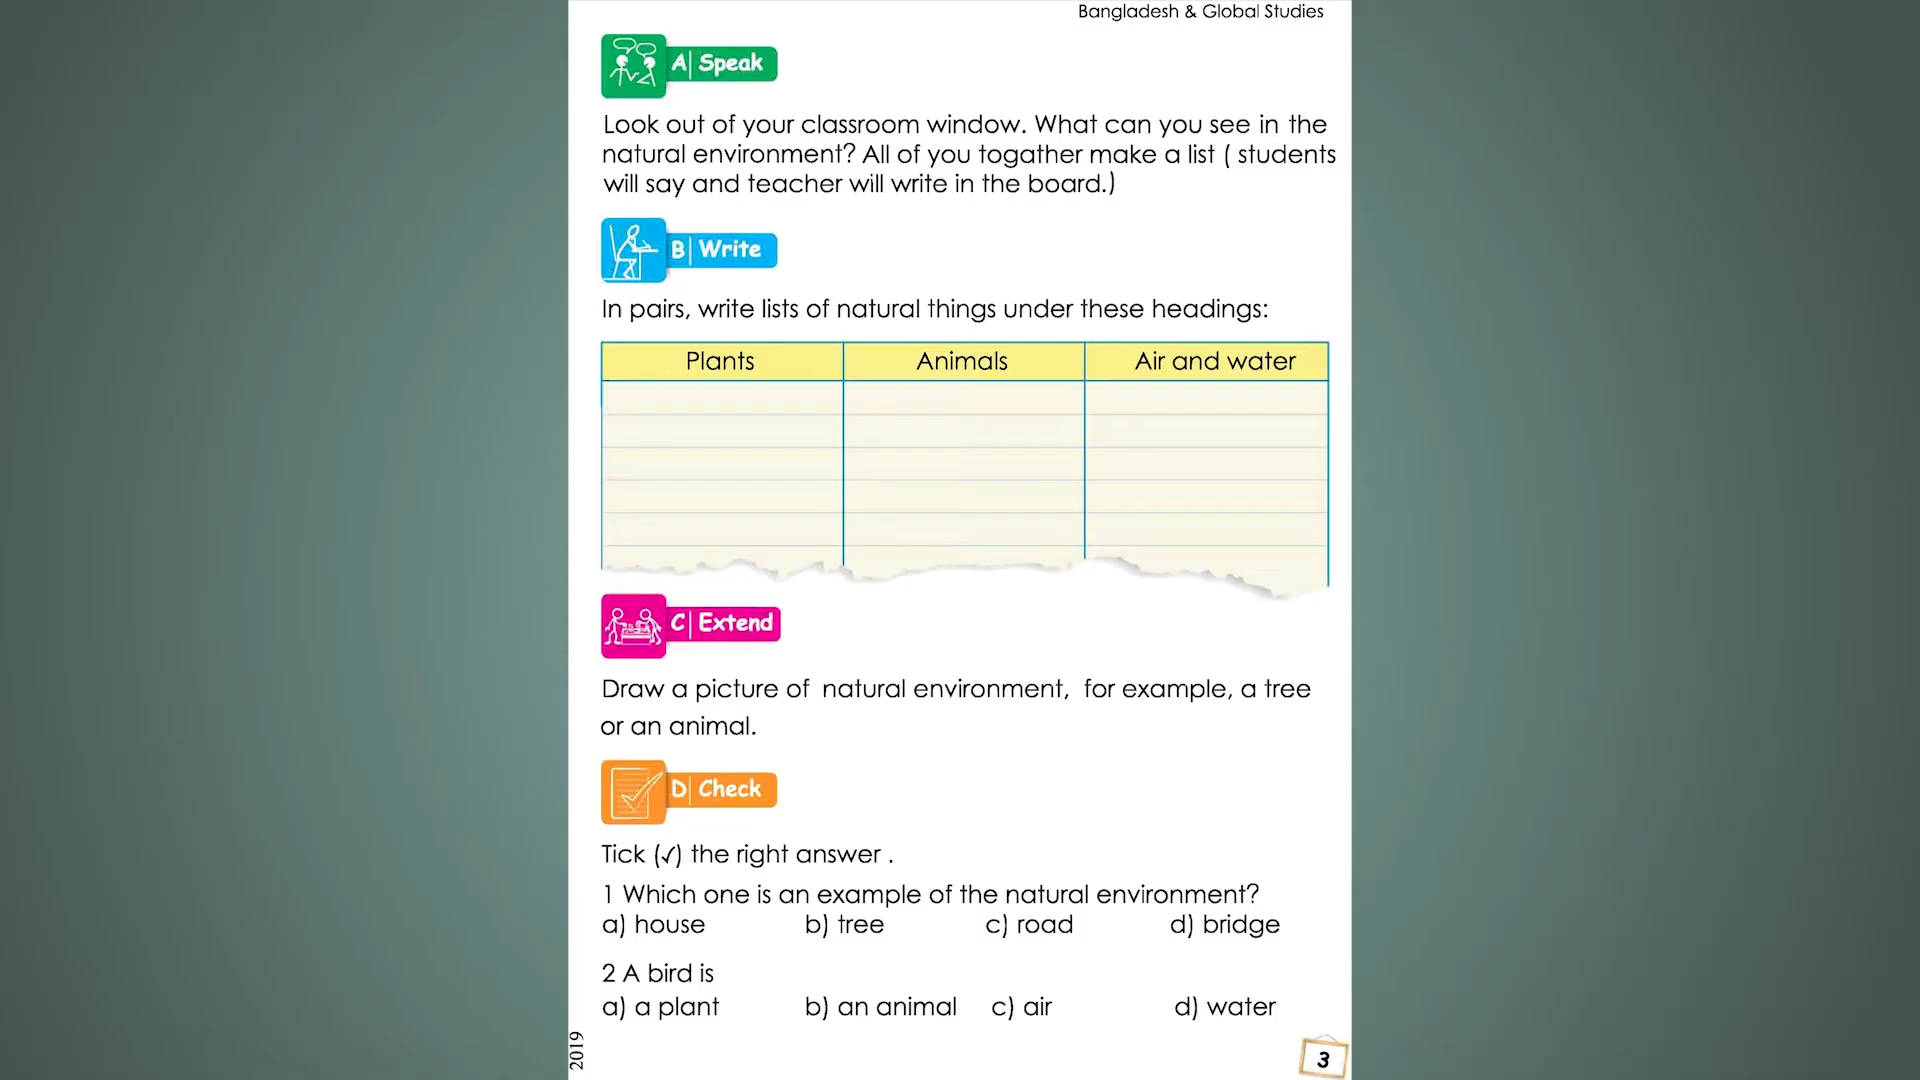 Bangladesh & Global Studies
A| Speak
Look out of your classroom window. What can you see in the
natural environment? All of you togather make a list ( students
will say and teacher will write in the board.)
B| Write
In pairs, write lists of natural things under these headings:
Plants Animals Air and water
C| Extend
Draw a picture of natural environment, for example, a tree
or an animal.
D| Check
Tick (✓) the right answer .
1 Which one is an example of the natural environment?
a) house b) tree c) road d) bridge
2 A bird is
a) a plant b) an animal c) air d) water
2019
3